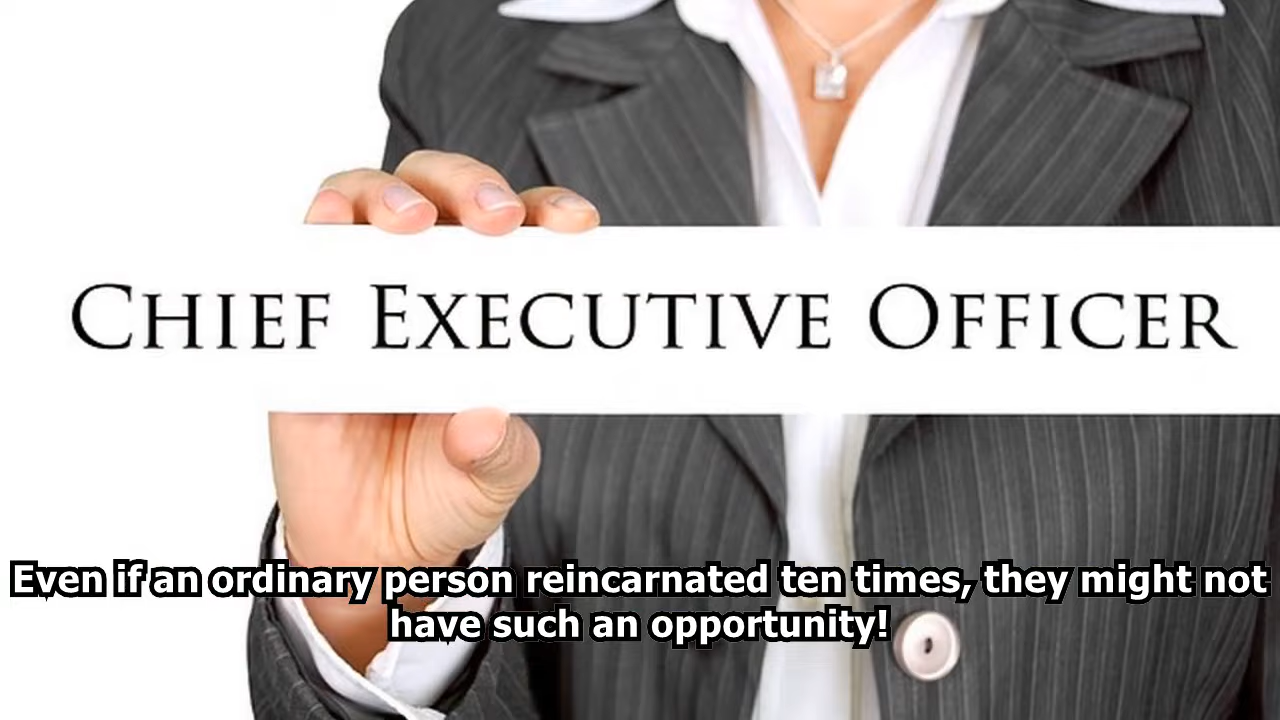 CHIEF EXECUTIVE OFFICER
Even if an ordinary person reincarnated ten times, they might not
have such an opportunity!